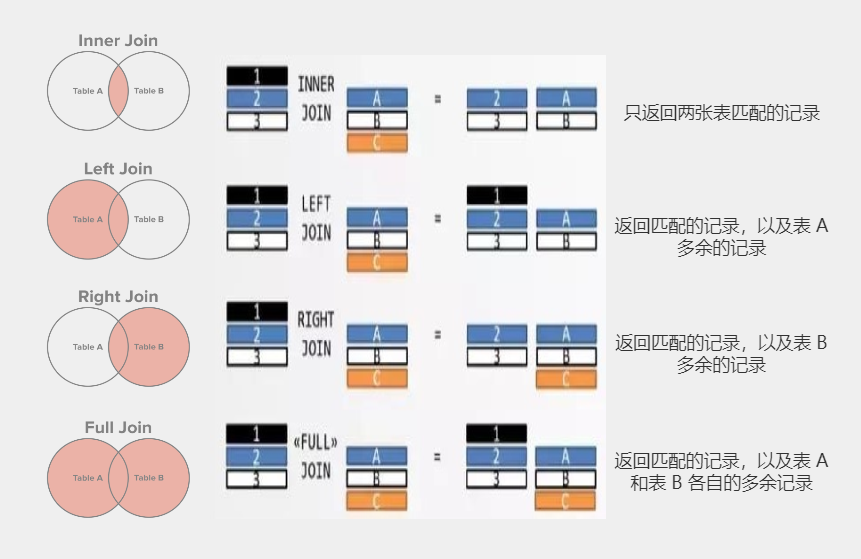 Inner Join
Table A
Table B
1
2
3
INNER
JOIN
A
B
C
=
2
3
A
B
只返回两张表匹配的记录
Left Join
Table A
Table B
1
2
3
LEFT
JOIN
A
B
C
=
1
2
3
A
B
返回匹配的记录，以及表 A
多余的记录
Right Join
Table A
Table B
1
2
3
RIGHT
JOIN
A
B
C
=
2
3
A
B
C
返回匹配的记录，以及表 B
多余的记录
Full Join
Table A
Table B
1
2
3
«FULL»
JOIN
A
B
C
=
1
2
3
A
B
C
返回匹配的记录，以及表 A
和表 B 各自的多余记录